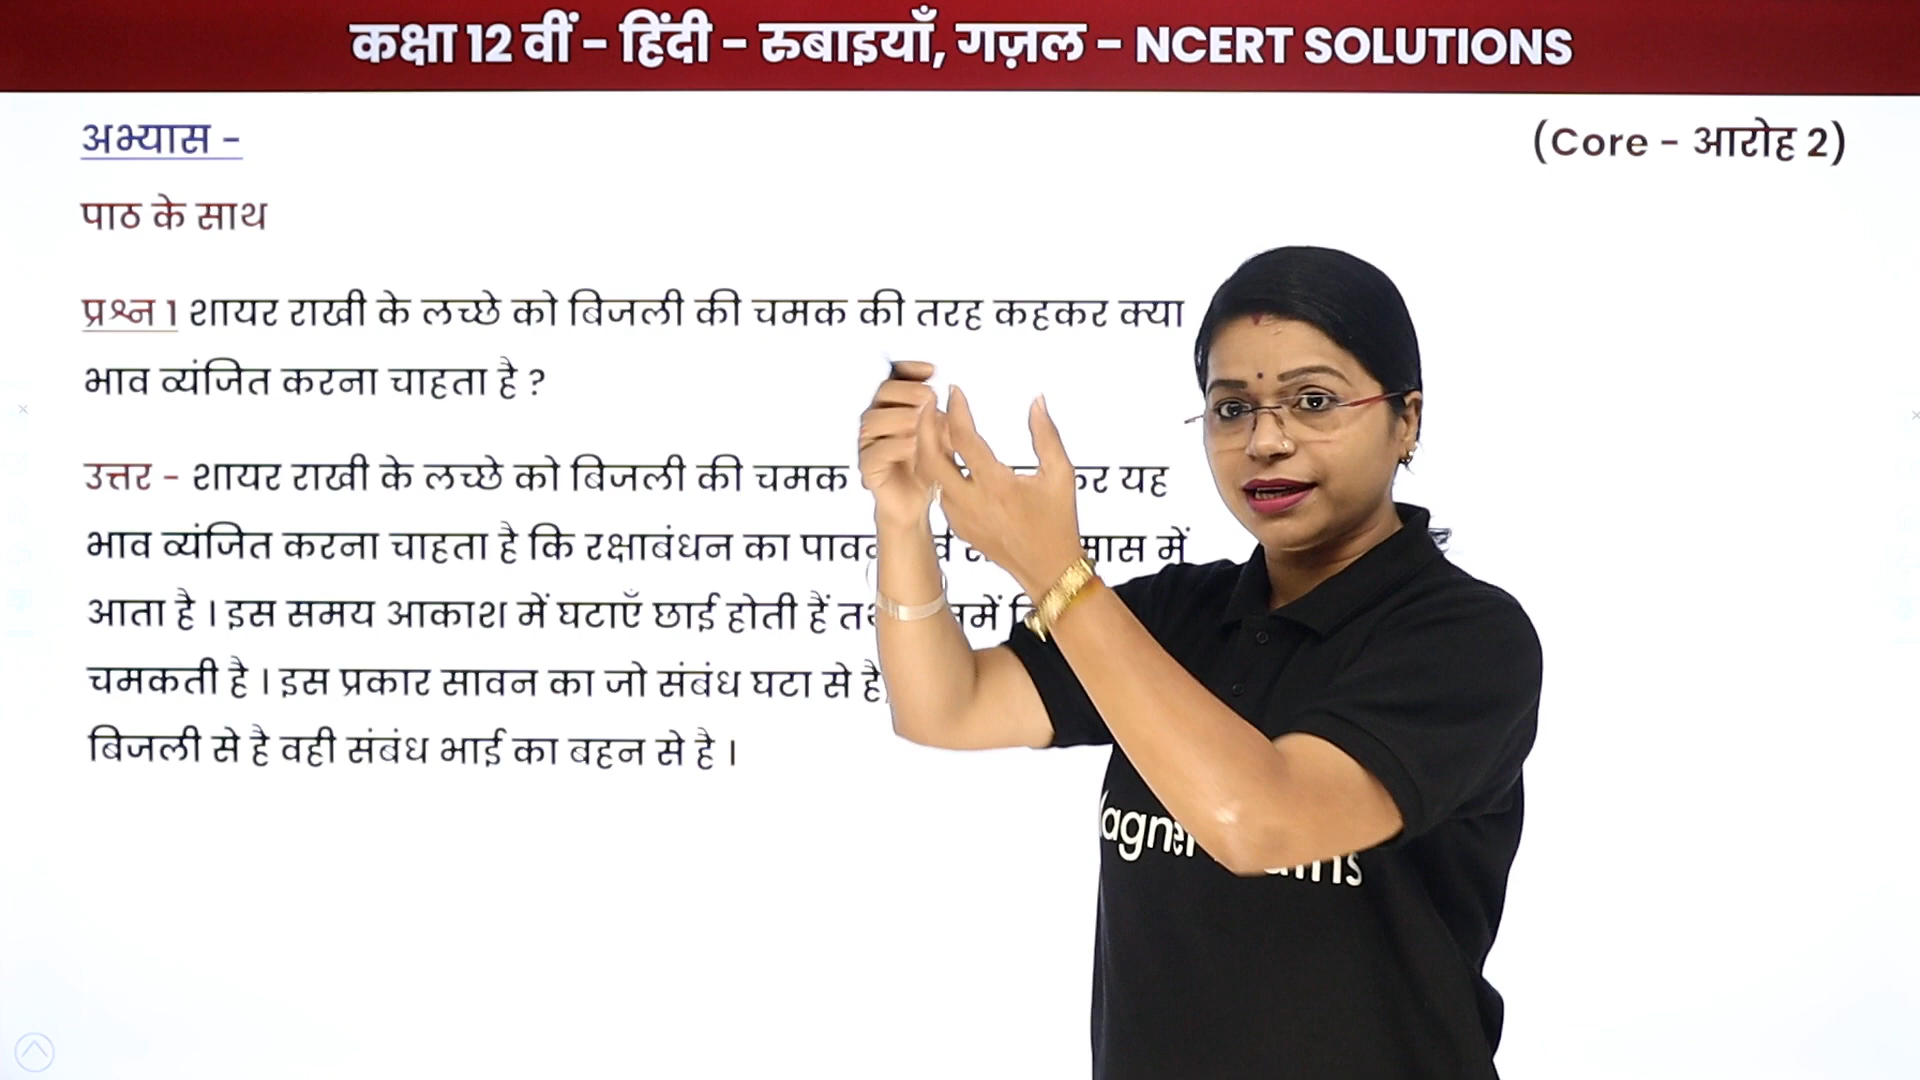 कक्षा 12 वीं - हिंदी - रुबाइयाँ, गज़ल - NCERT SOLUTIONS
अभ्यास -
(Core - आरोह 2)
पाठ के साथ
प्रश्न 1 शायर राखी के लच्छे को बिजली की चमक की तरह कहकर क्या
भाव व्यंजित करना चाहता है ?
उत्तर - शायर राखी के लच्छे को बिजली की चमक यह
भाव व्यंजित करना चाहता है कि रक्षाबंधन का में
आता है । इस समय आकाश में घटाएँ छाई होती हैं
चमकती है । इस प्रकार सावन का जो संबंध घटा से है
बिजली से है वही संबंध भाई का बहन से है ।